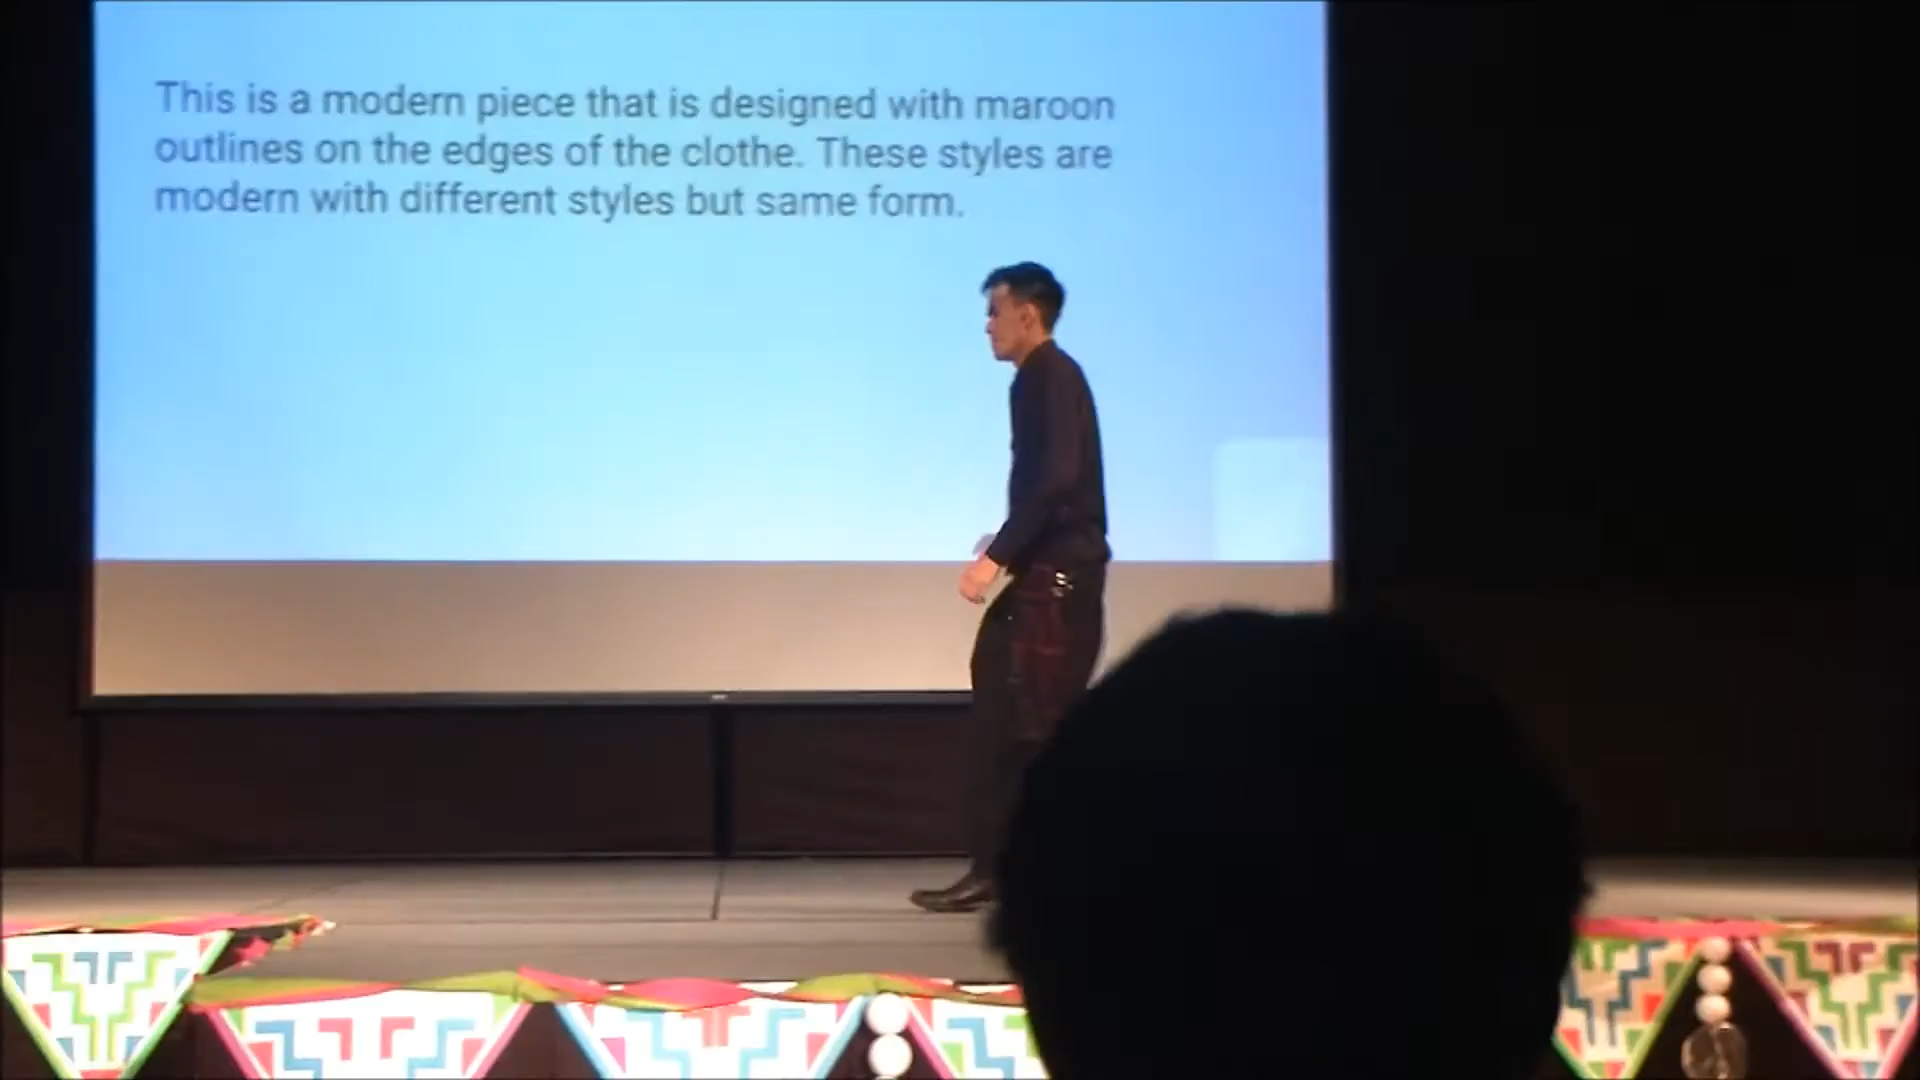 This is a modern piece that is designed with maroon
outlines on the edges of the clothe. These styles are
modern with different styles but same form.